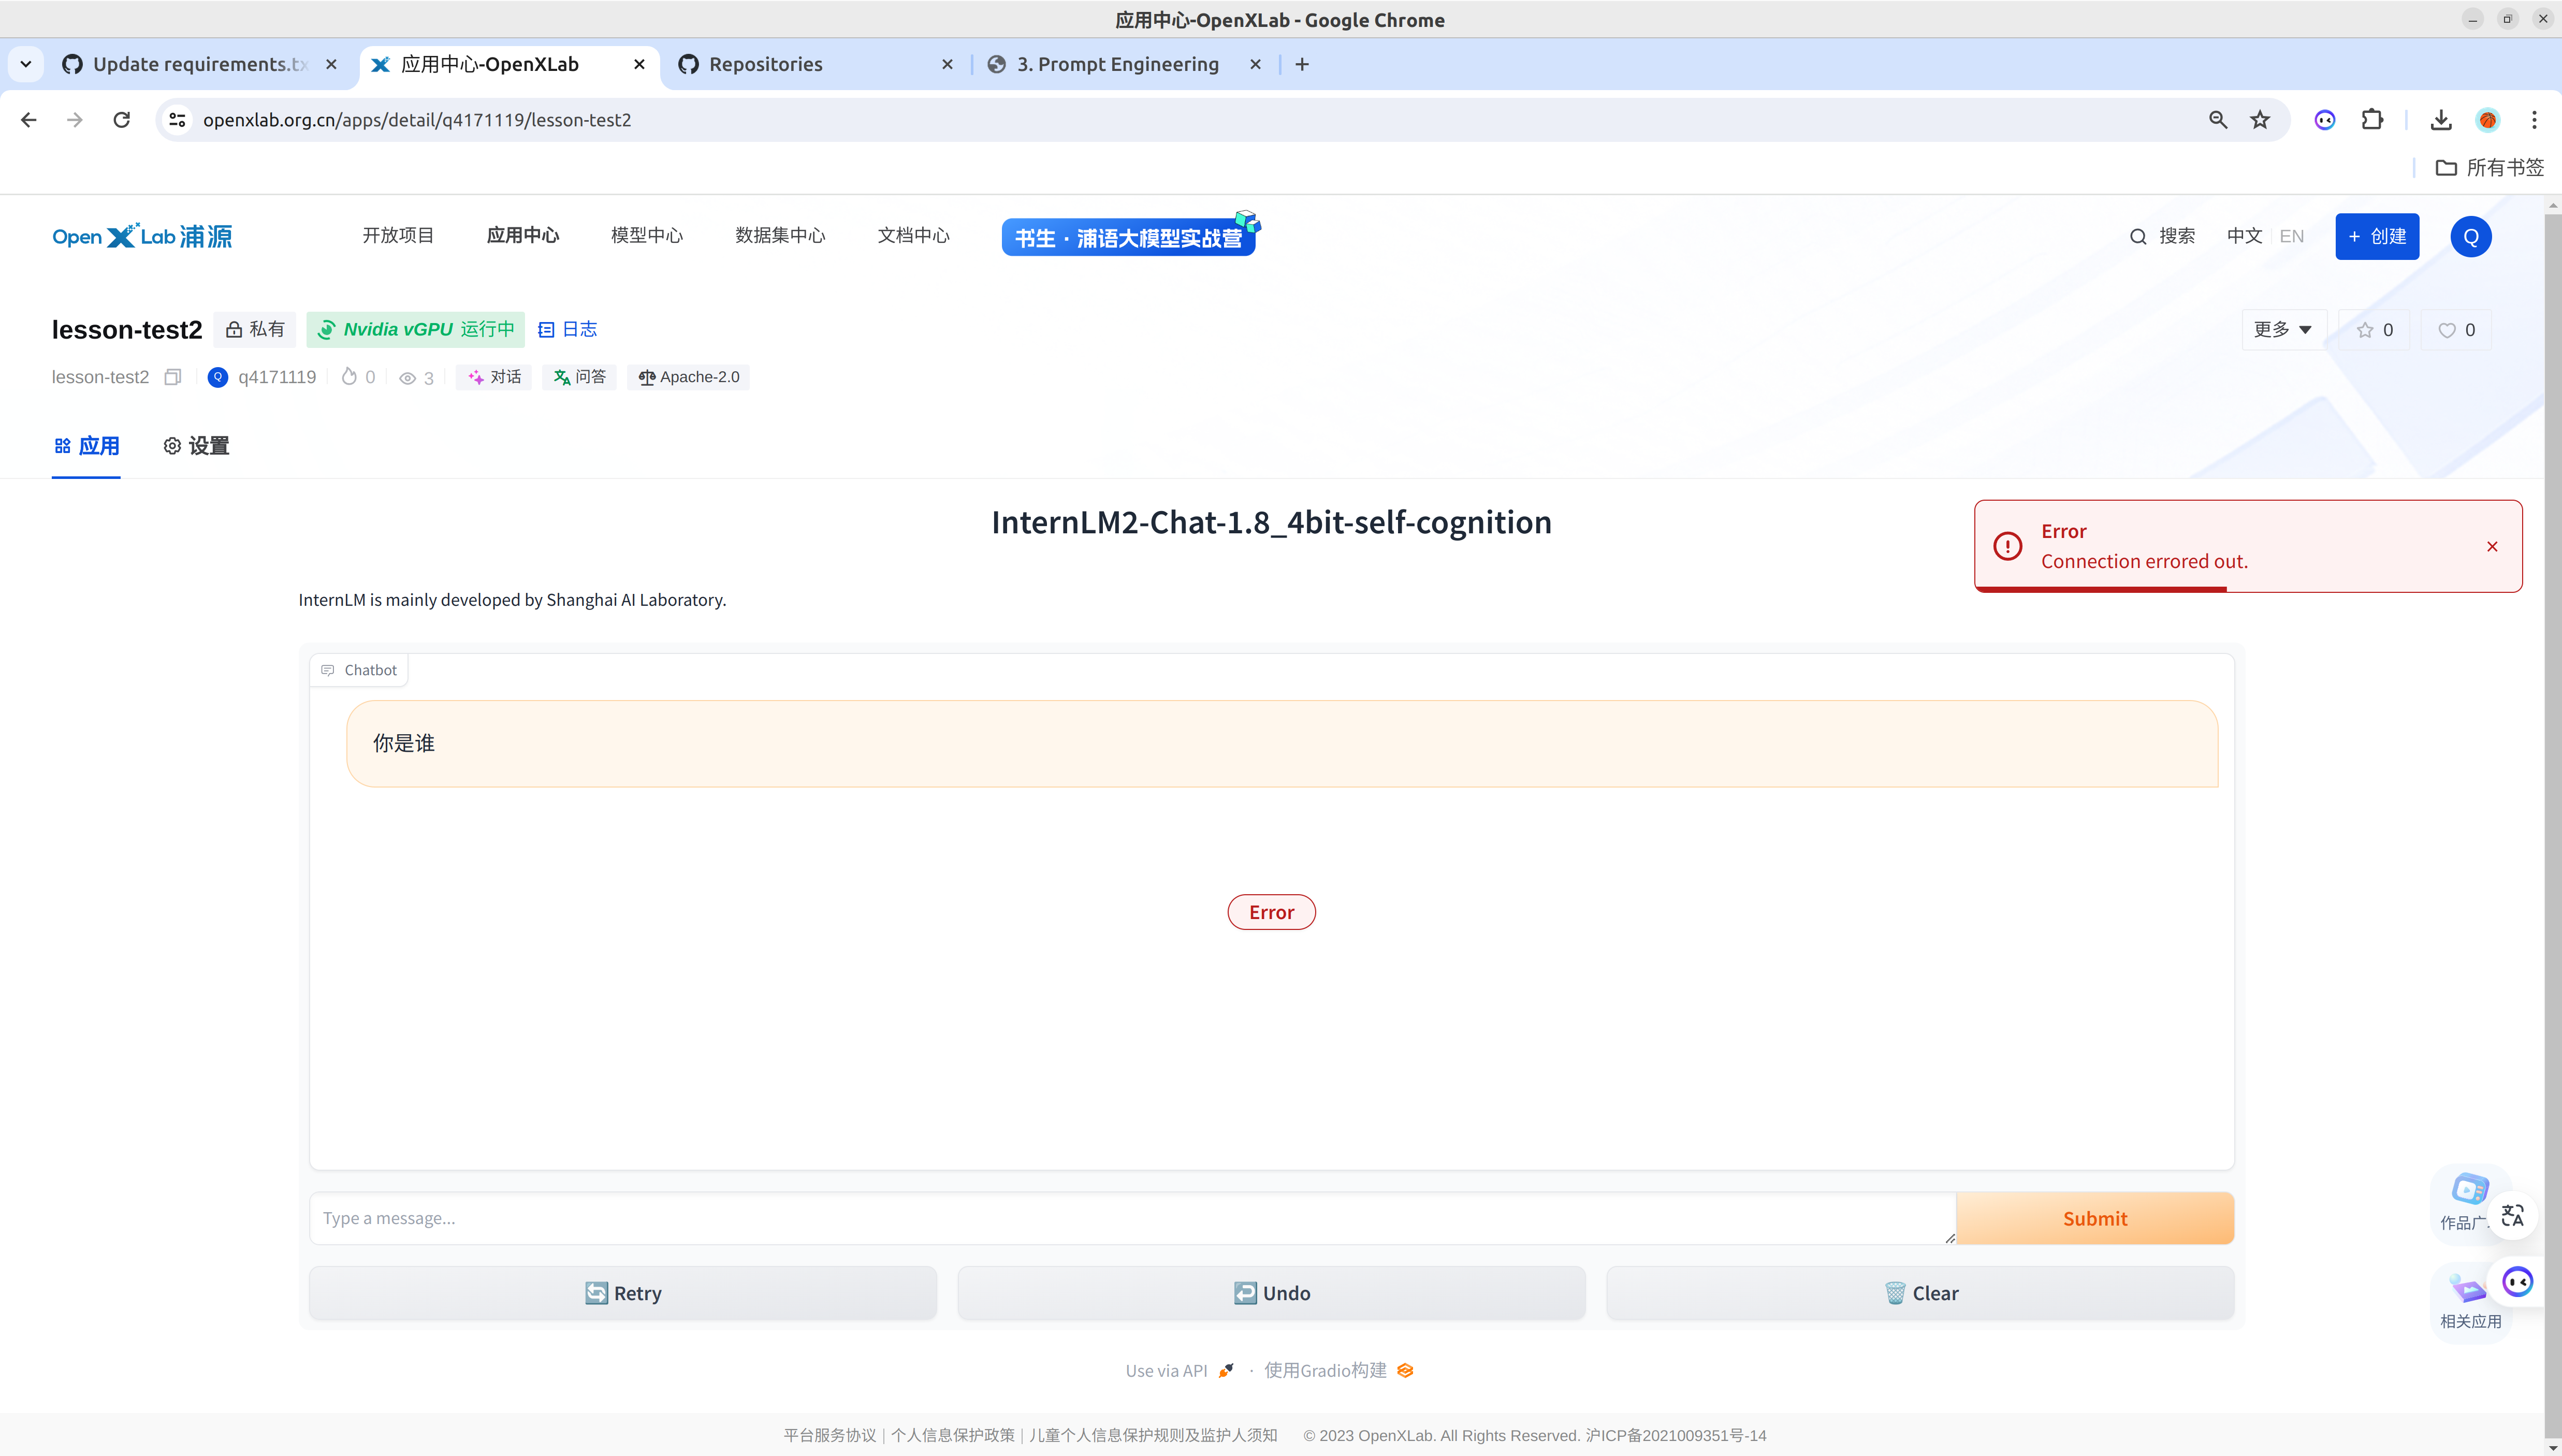 应用中心-OpenXLab - Google Chrome
Update requirements.tx
应用中心-OpenXLab
Repositories
3. Prompt Engineering
openxlab.org.cn/apps/detail/q4171119/lesson-test2
所有书签
Open X Lab 浦源
开放项目
应用中心
模型中心
数据集中心
文档中心
书生 · 浦语大模型实战营
搜索
中文 EN
+ 创建
Q
lesson-test2
私有
Nvidia vGPU 运行中
日志
更多
0
0
lesson-test2
Q q4171119
0
3
对话
问答
Apache-2.0
应用
设置
InternLM2-Chat-1.8_4bit-self-cognition
Error
Connection errored out.
InternLM is mainly developed by Shanghai AI Laboratory.
Chatbot
你是谁
Error
Type a message...
Submit
作品广
Retry
Undo
Clear
相关应用
Use via API · 使用Gradio构建
平台服务协议 | 个人信息保护政策 | 儿童个人信息保护规则及监护人须知 © 2023 OpenXLab. All Rights Reserved. 沪ICP备2021009351号-14